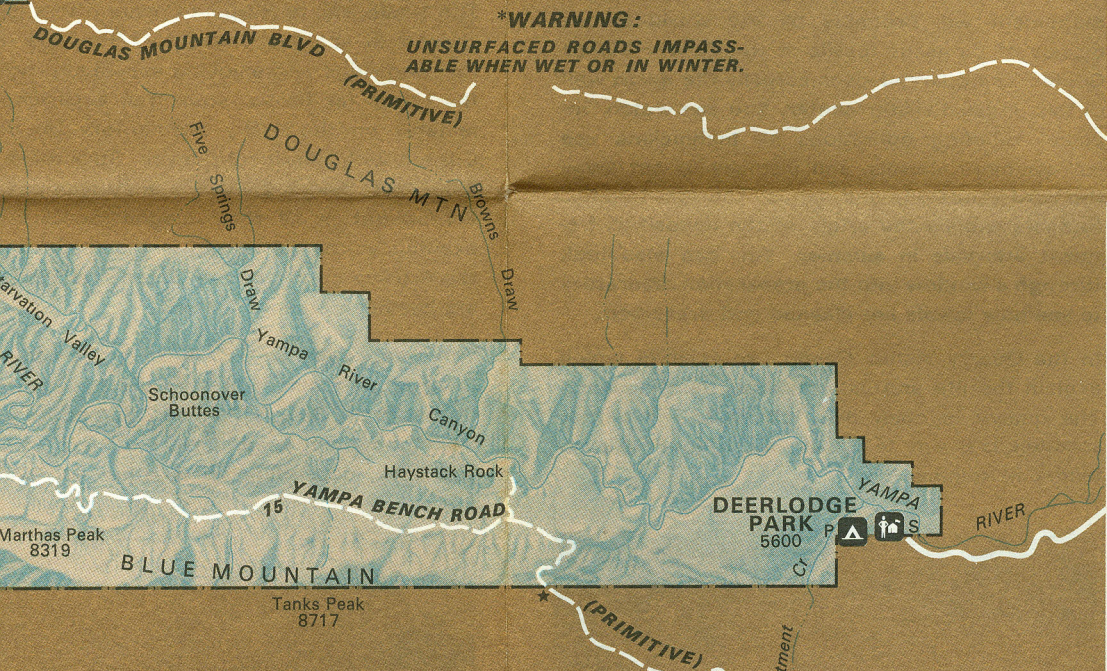 *WARNING:
UNSURFACED ROADS IMPASS-
ABLE WHEN WET OR IN WINTER.
DOUGLAS MOUNTAIN BLVD
(PRIMITIVE)
DOUGLAS MTN
Five Springs Draw
Browns Draw
Valley
RIVER
Yampa River Canyon
Schoonover
Buttes
Haystack Rock
YAMPA BENCH ROAD
15
DEERLODGE
PARK
5600
P
S
YAMPA
RIVER
Marthas Peak
8319
BLUE MOUNTAIN
Cr
Tanks Peak
8717
(PRIMITIVE)